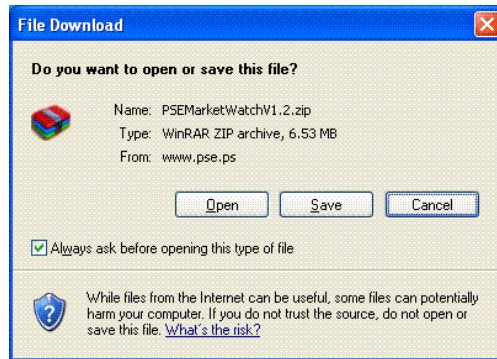 File Download
Do you want to open or save this file?
Name: PSEMarketWatchV1.2.zip
Type: WinRAR ZIP archive, 6.53 MB
From: www.pse.ps
Open Save Cancel
Always ask before opening this type of file
While files from the Internet can be useful, some files can potentially
harm your computer. If you do not trust the source, do not open or
save this file. What's the risk?